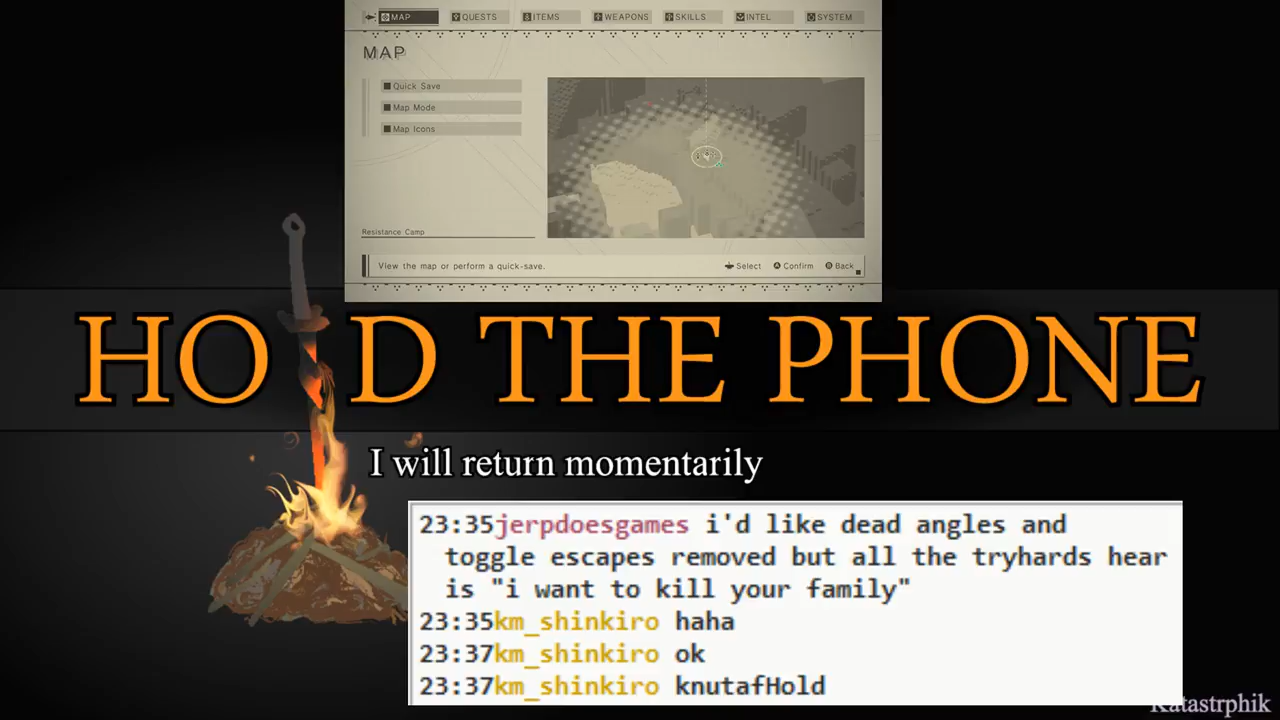 MAP QUESTS ITEMS WEAPONS SKILLS INTEL SYSTEM
MAP
Quick Save
Map Mode
Map Icons
Resistance Camp
View the map or perform a quick-save. Select A Confirm B Back
HO D THE PHONE
I will return momentarily
23:35jerpdoesgames i'd like dead angles and
toggle escapes removed but all the tryhards hear
is "i want to kill your family"
23:35km_shinkiro haha
23:37km_shinkiro ok
23:37km_shinkiro knutafHold
Katastrphik